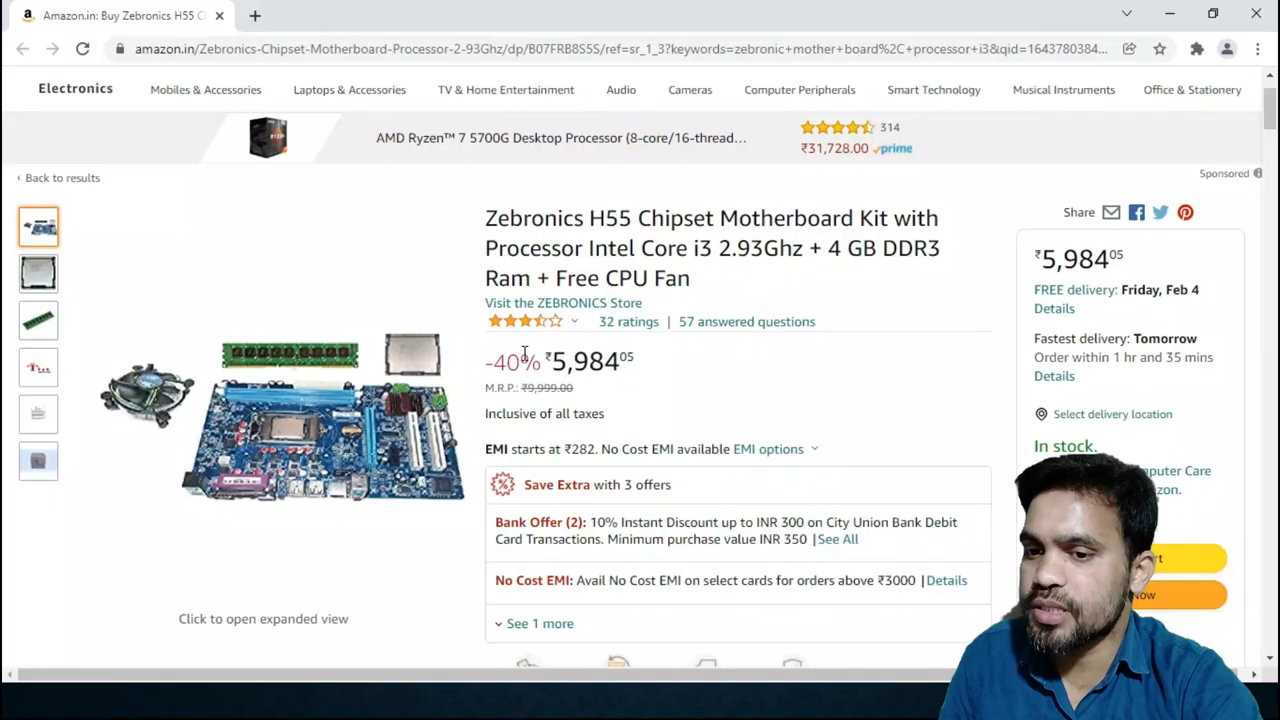 Amazon.in: Buy Zebronics H55 C
amazon.in/Zebronics-Chipset-Motherboard-Processor-2-93Ghz/dp/B07FRB8S5S/ref=sr_1_3?keywords=zebronic+mother+board%2C+processor+i3&qid=1643780384...
Electronics Mobiles & Accessories Laptops & Accessories TV & Home Entertainment Audio Cameras Computer Peripherals Smart Technology Musical Instruments Office & Stationery
AMD Ryzen™ 7 5700G Desktop Processor (8-core/16-thread... 314
₹31,728.00 prime
Sponsored
‹ Back to results
Share
Zebronics H55 Chipset Motherboard Kit with
Processor Intel Core i3 2.93Ghz + 4 GB DDR3
Ram + Free CPU Fan
Visit the ZEBRONICS Store
32 ratings | 57 answered questions
-40% ₹5,984 05
M.R.P.: ₹9,999.00
Inclusive of all taxes
EMI starts at ₹282. No Cost EMI available EMI options
Save Extra with 3 offers
Bank Offer (2): 10% Instant Discount up to INR 300 on City Union Bank Debit
Card Transactions. Minimum purchase value INR 350 | See All
No Cost EMI: Avail No Cost EMI on select cards for orders above ₹3000 | Details
See 1 more
Click to open expanded view
₹5,984 05
FREE delivery: Friday, Feb 4
Details
Fastest delivery: Tomorrow
Order within 1 hr and 35 mins
Details
Select delivery location
In stock.
mputer Care
zon.
rt
Now